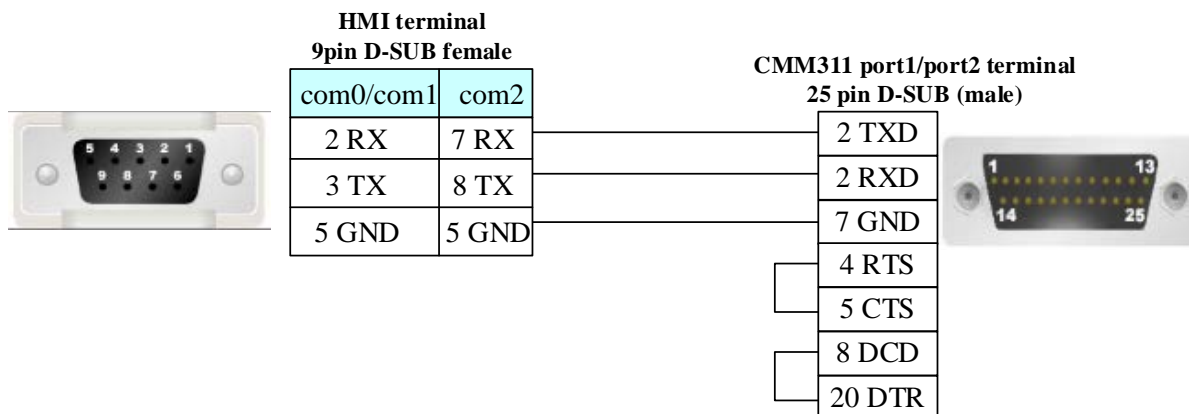 HMI terminal
9pin D-SUB female
com0/com1 com2
2 RX 7 RX
3 TX 8 TX
5 GND 5 GND
CMM311 port1/port2 terminal
25 pin D-SUB (male)
2 TXD
2 RXD
7 GND
4 RTS
5 CTS
8 DCD
20 DTR
5 4 3 2 1
9 8 7 6
1 13
14 25